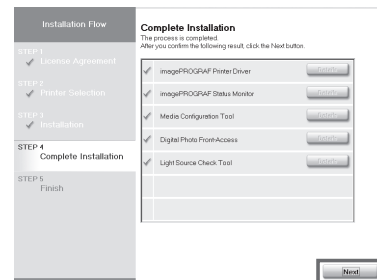 Installation Flow
STEP 1
License Agreement
STEP 2
Printer Selection
STEP 3
Installation
STEP 4
Complete Installation
STEP 5
Finish
Complete Installation
The process is completed.
After you confirm the following result, click the Next button.
imagePROGRAF Printer Driver
imagePROGRAF Status Monitor
Media Configuration Tool
Digital Photo Front-Access
Light Source Check Tool
Next